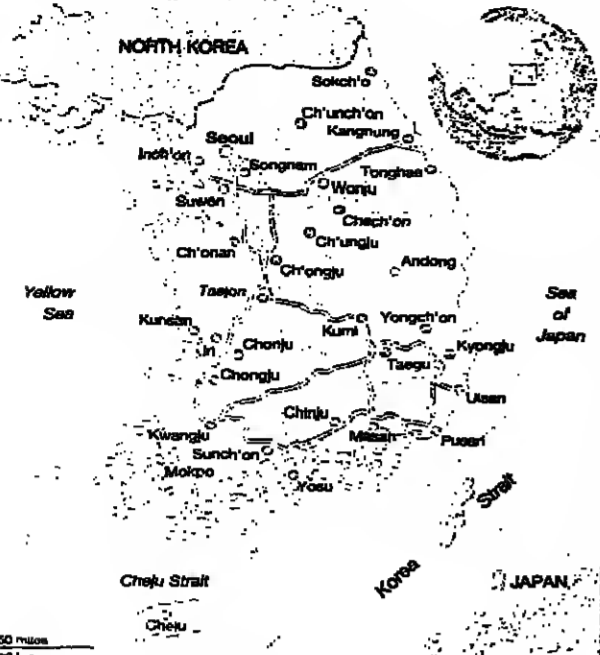 NORTH KOREA
Sokch'o
Ch'unch'on
Kangnung
Seoul
Inch'on
Songnam
Tonghae
Wonju
Suwon
Chech'on
Ch'ungju
Ch'onan
Andong
Ch'ongju
Yellow
Sea
Taejon
Sea
of
Japan
Kunsan
Kumi
Yongch'on
Iri
Chonju
Kyongju
Taegu
Chongju
Ulsan
Chinju
Kwangju
Masan
Pusan
Sunch'on
Mokpo
Yosu
Korea Strait
Cheju Strait
JAPAN
Cheju
50 miles